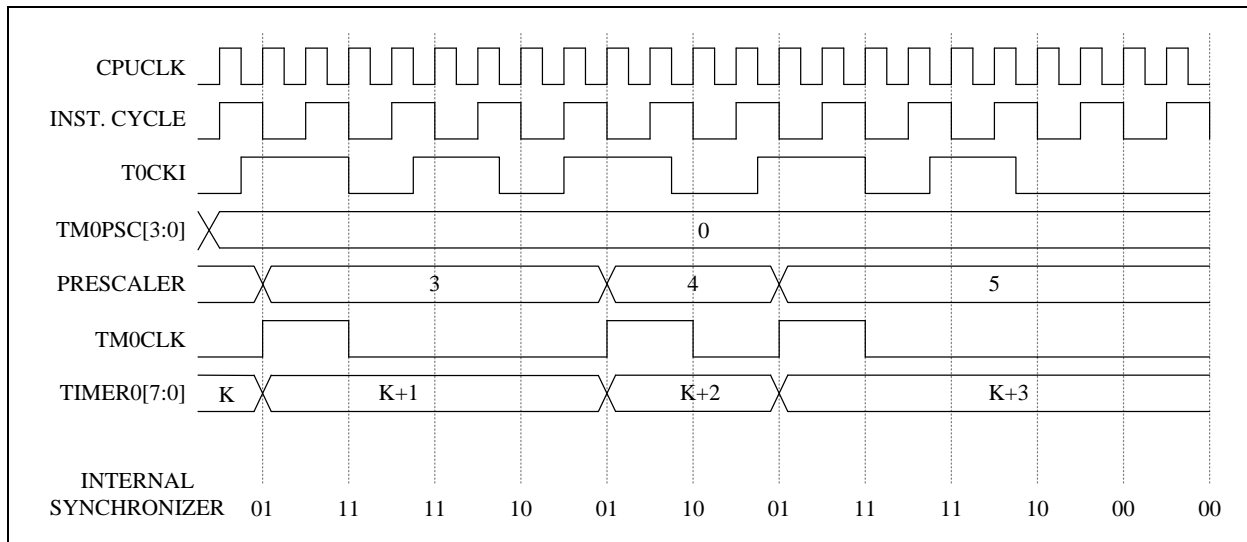 CPUCLK
INST. CYCLE
T0CKI
TM0PSC[3:0] 0
PRESCALER 3 4 5
TM0CLK
TIMER0[7:0] K K+1 K+2 K+3
INTERNAL
SYNCHRONIZER 01 11 11 10 01 10 01 11 11 10 00 00